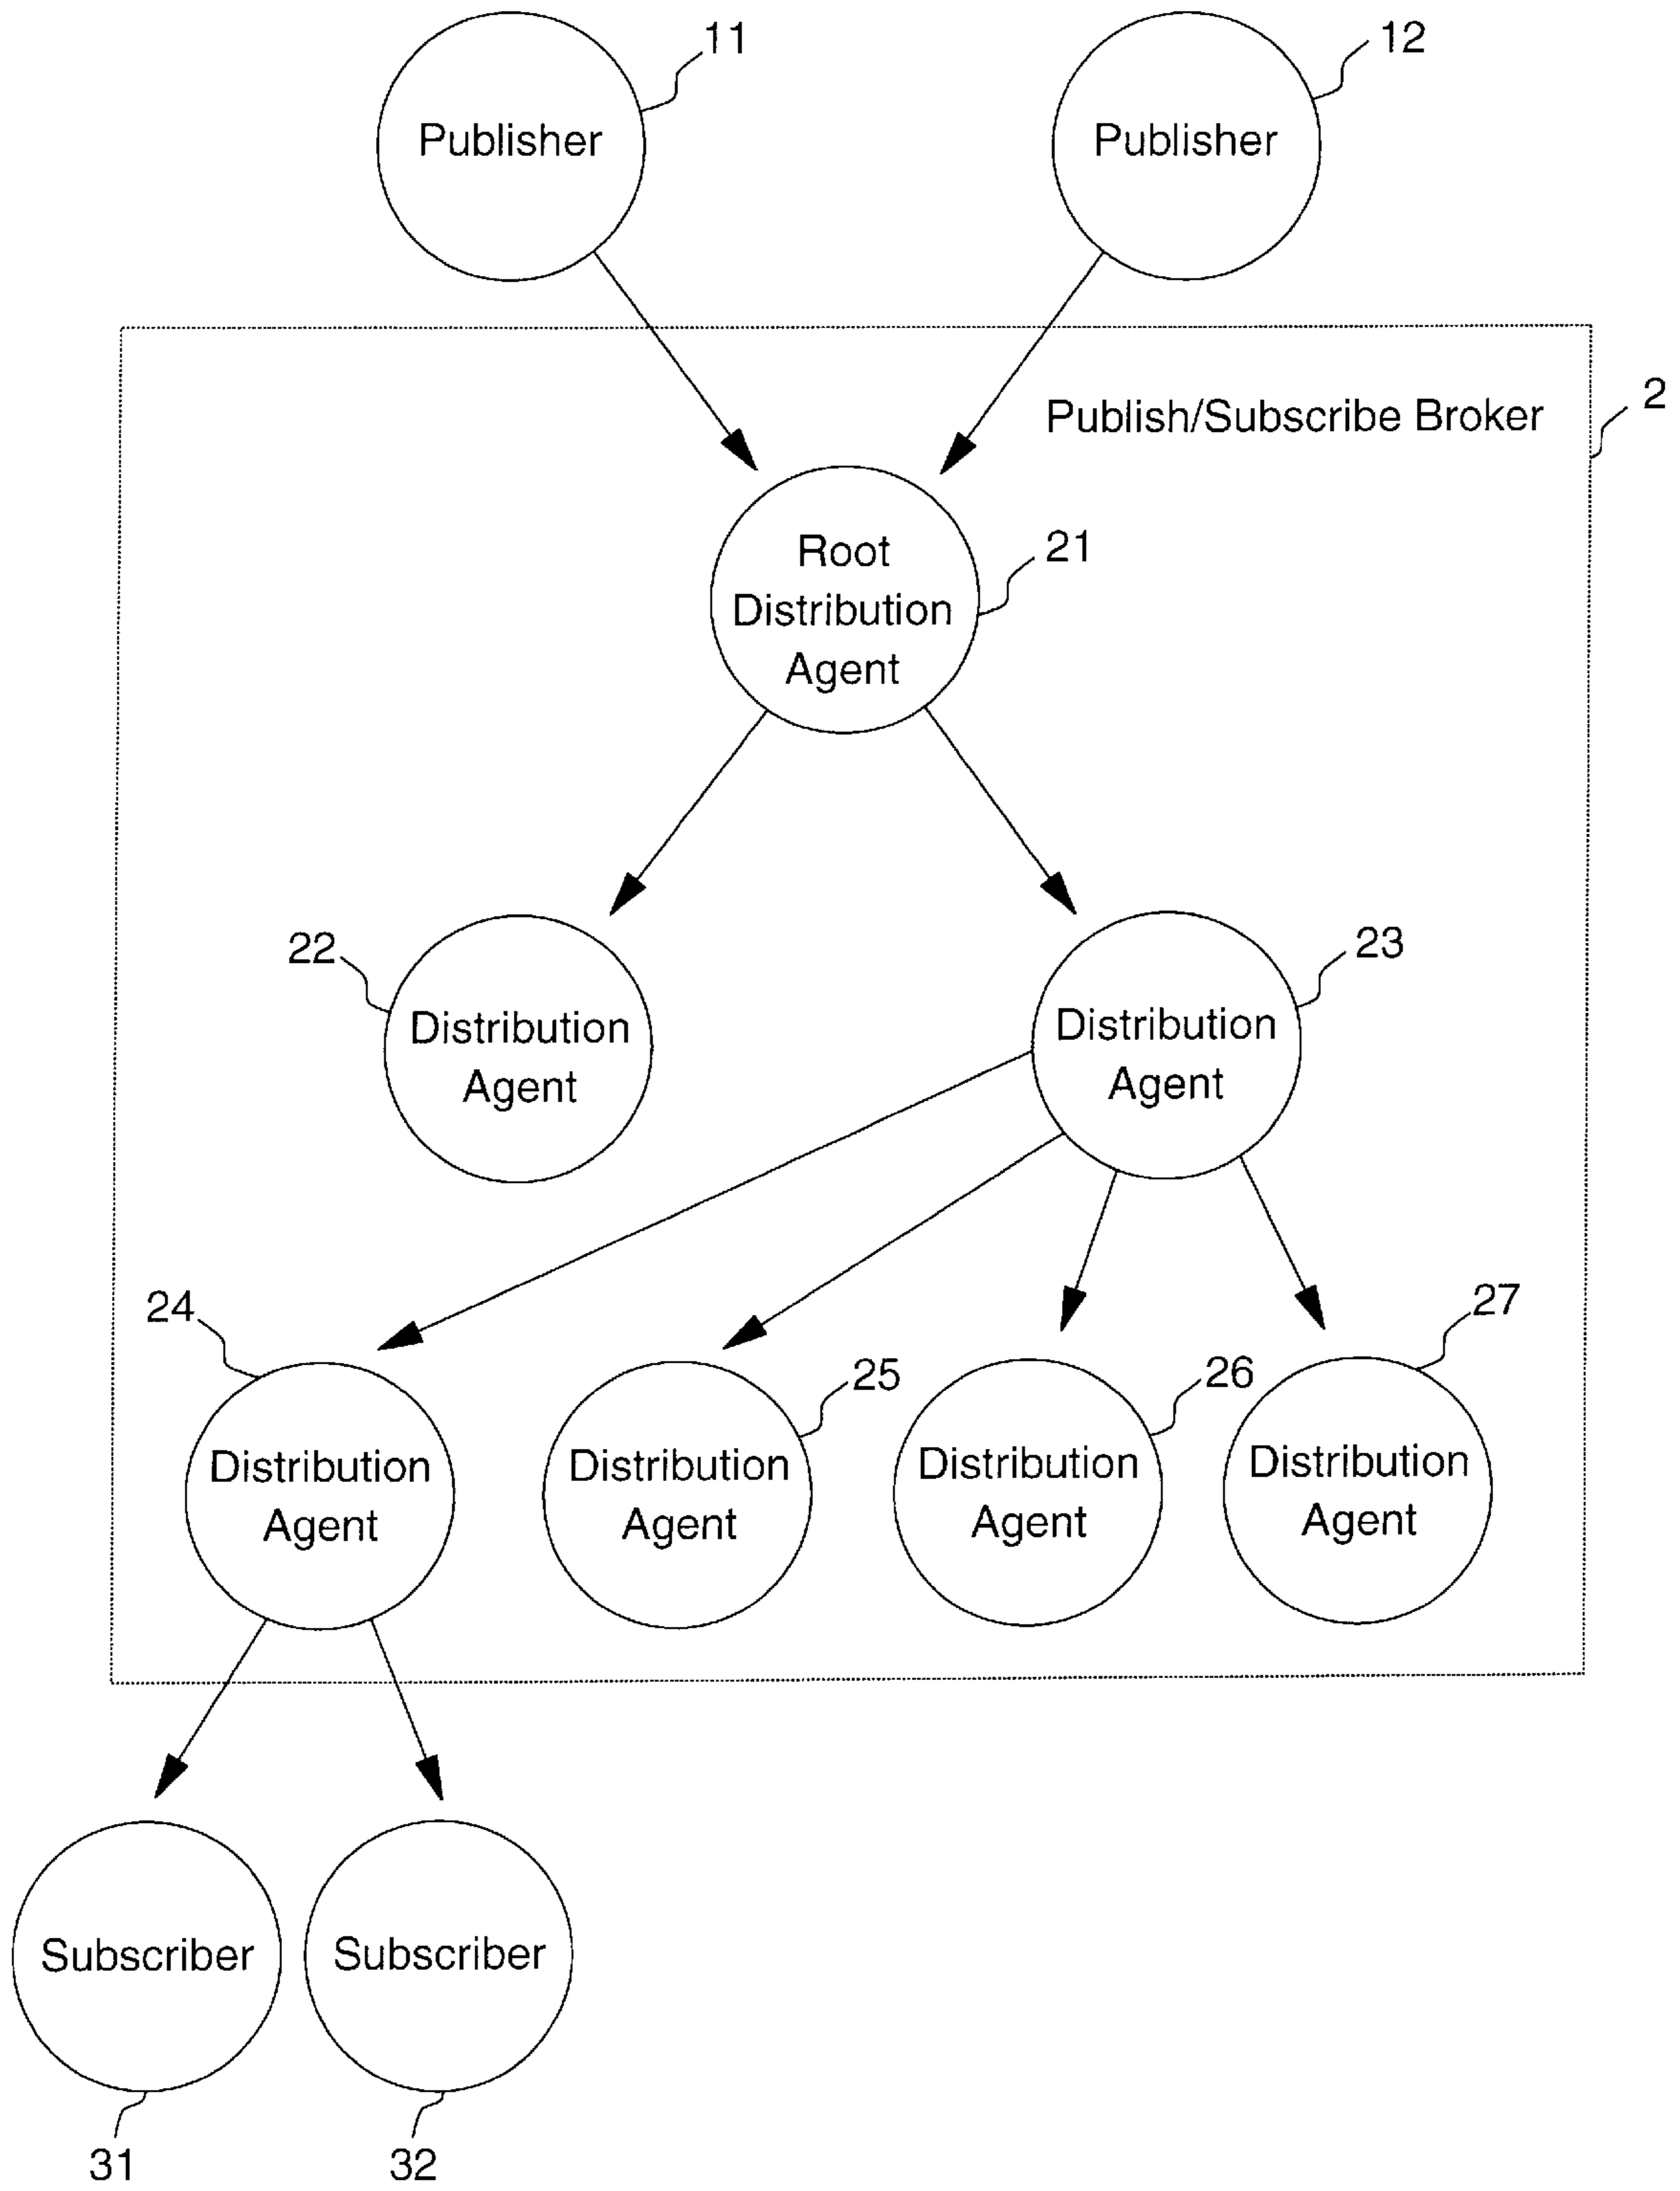 11
12
Publisher
Publisher
2
Publish/Subscribe Broker
21
Root
Distribution
Agent
22
23
Distribution
Agent
Distribution
Agent
24
25
26
27
Distribution
Agent
Distribution
Agent
Distribution
Agent
Distribution
Agent
Subscriber
Subscriber
31
32